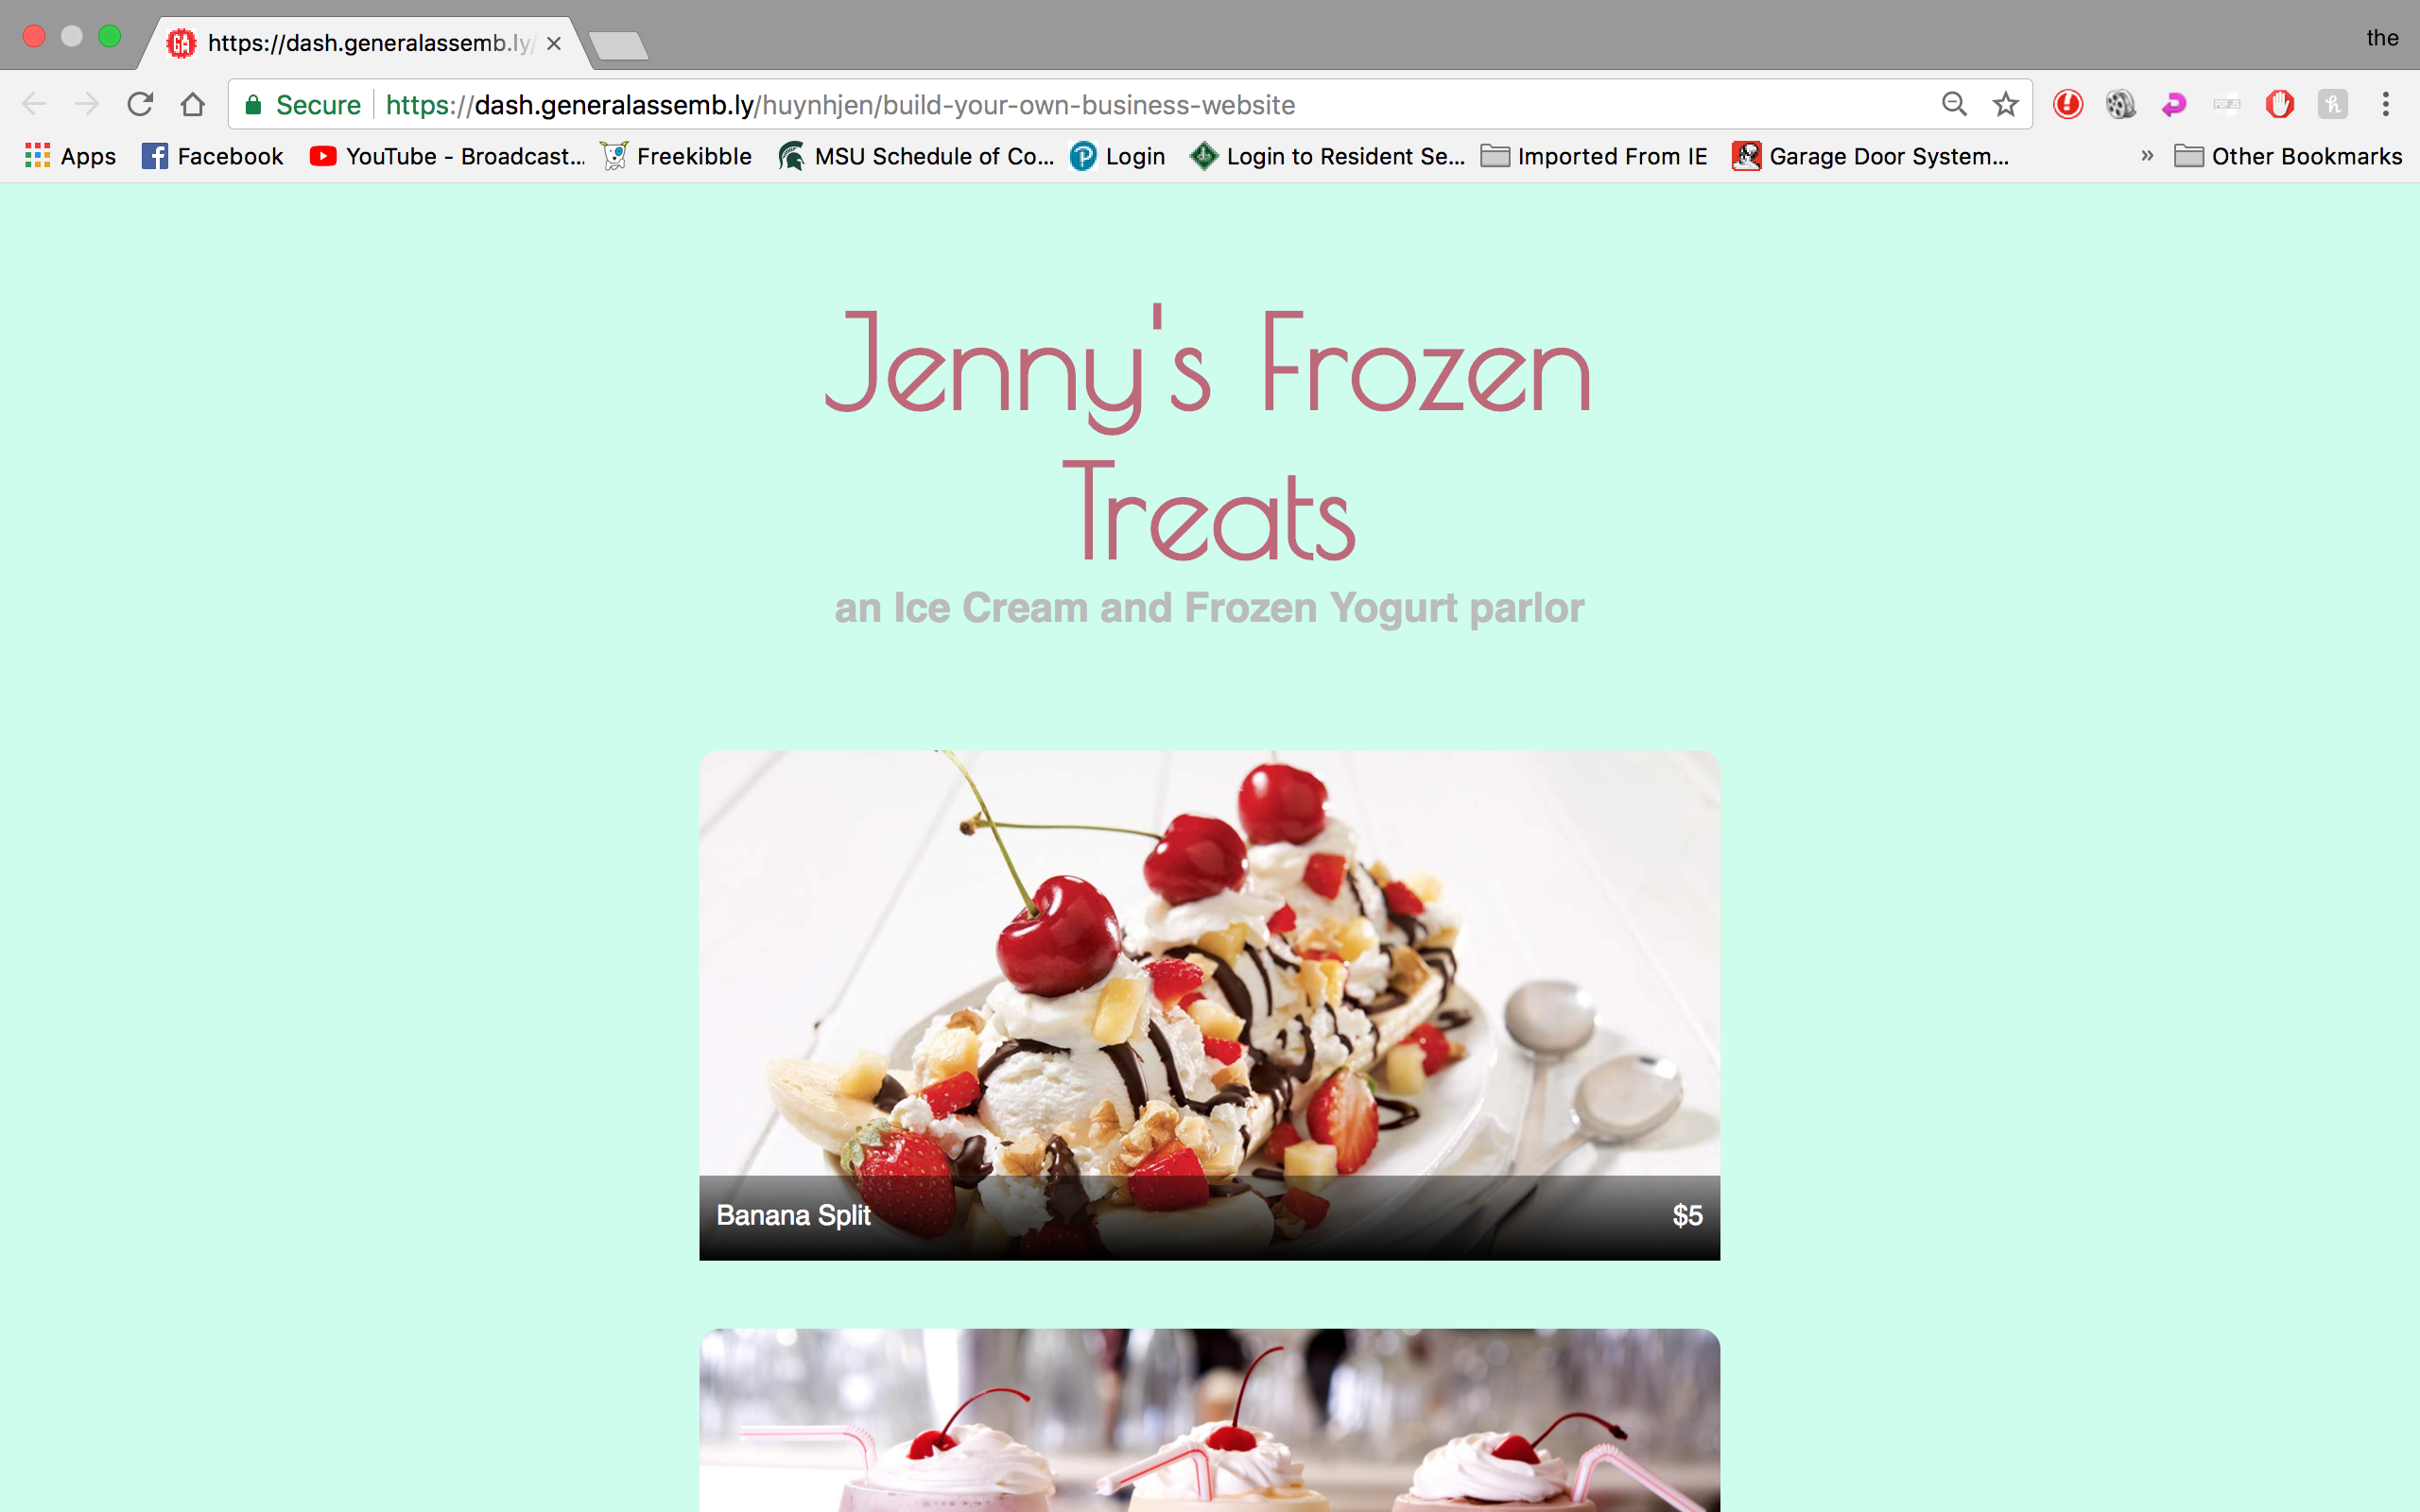 https://dash.generalassemb.ly/
the
Secure https://dash.generalassemb.ly/huynhjen/build-your-own-business-website
Apps Facebook YouTube - Broadcast... Freekibble MSU Schedule of Co... Login Login to Resident Se... Imported From IE Garage Door System... » Other Bookmarks
Jenny's Frozen
Treats
an Ice Cream and Frozen Yogurt parlor
Banana Split $5